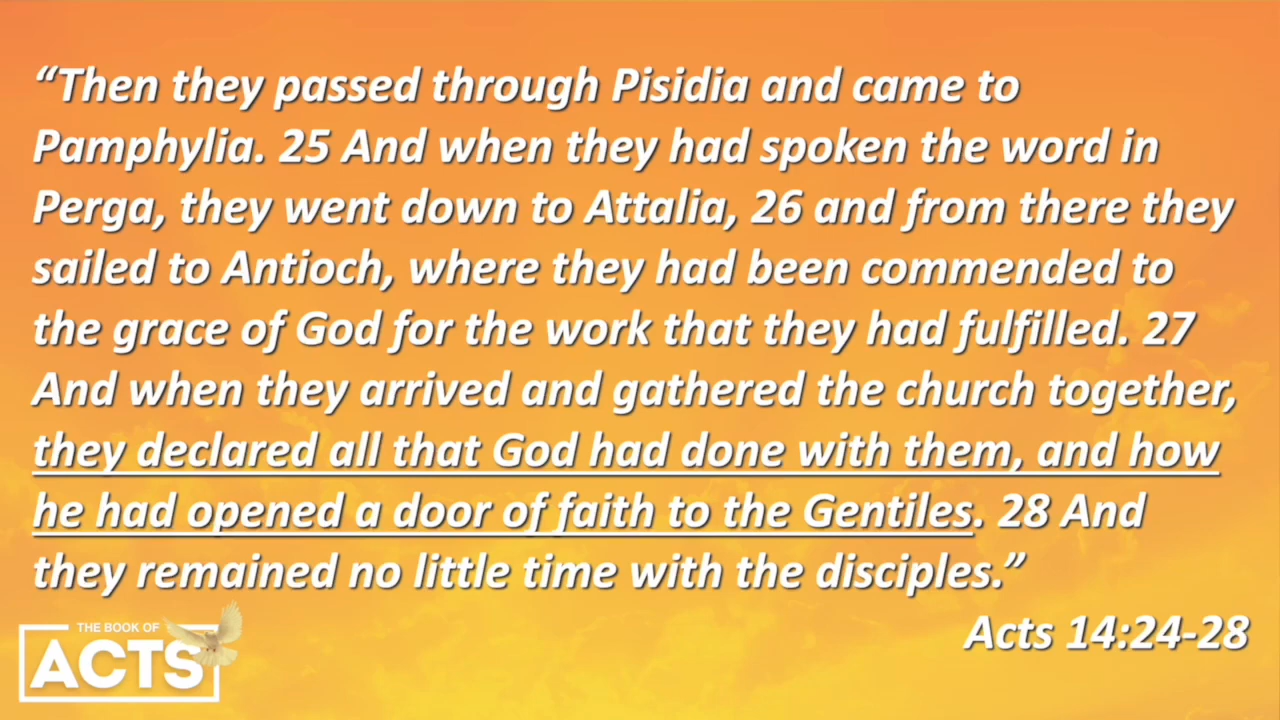 “Then they passed through Pisidia and came to
Pamphylia. 25 And when they had spoken the word in
Perga, they went down to Attalia, 26 and from there they
sailed to Antioch, where they had been commended to
the grace of God for the work that they had fulfilled. 27
And when they arrived and gathered the church together,
they declared all that God had done with them, and how
he had opened a door of faith to the Gentiles. 28 And
they remained no little time with the disciples.”
Acts 14:24-28
THE BOOK OF
ACTS